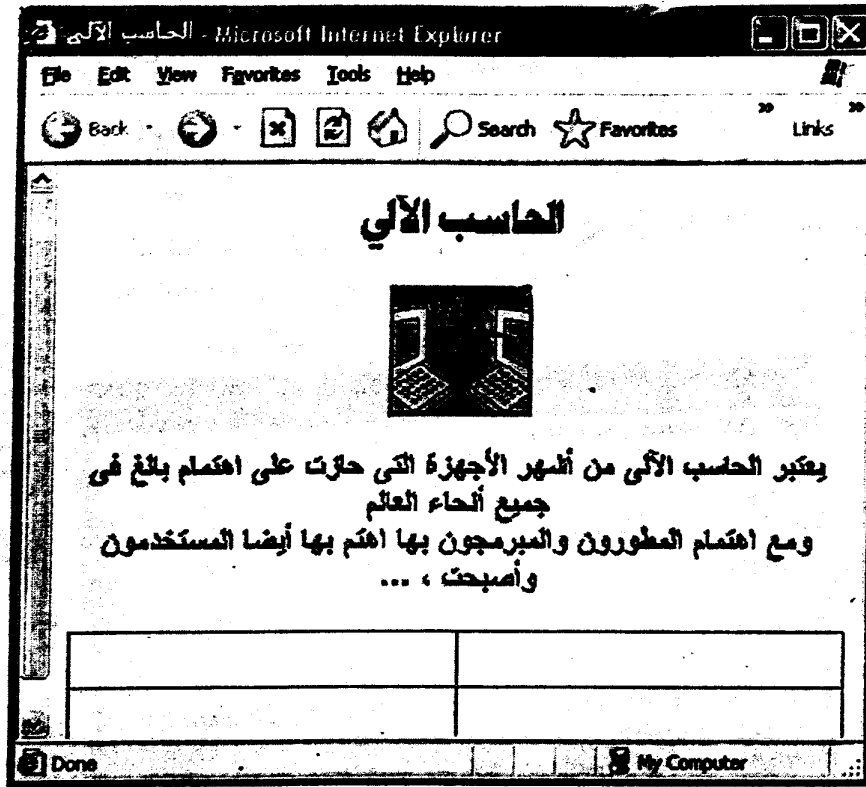 الحاسب الآلي - Microsoft Internet Explorer
File Edit View Favorites Tools Help
Back Search Favorites » Links »
الحاسب الآلي
يعتبر الحاسب الآلى من أشهر الأجهزة التى حازت على اهتمام بالغ فى
جميع أنحاء العالم
ومع اهتمام المطورون والمبرمجون بها اهتم بها أيضا المستخدمون
وأصبحت ، ...
Done My Computer